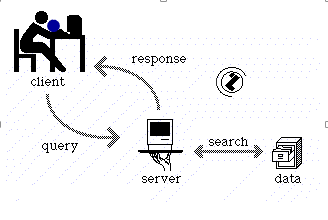 response
client
search
query
server
data